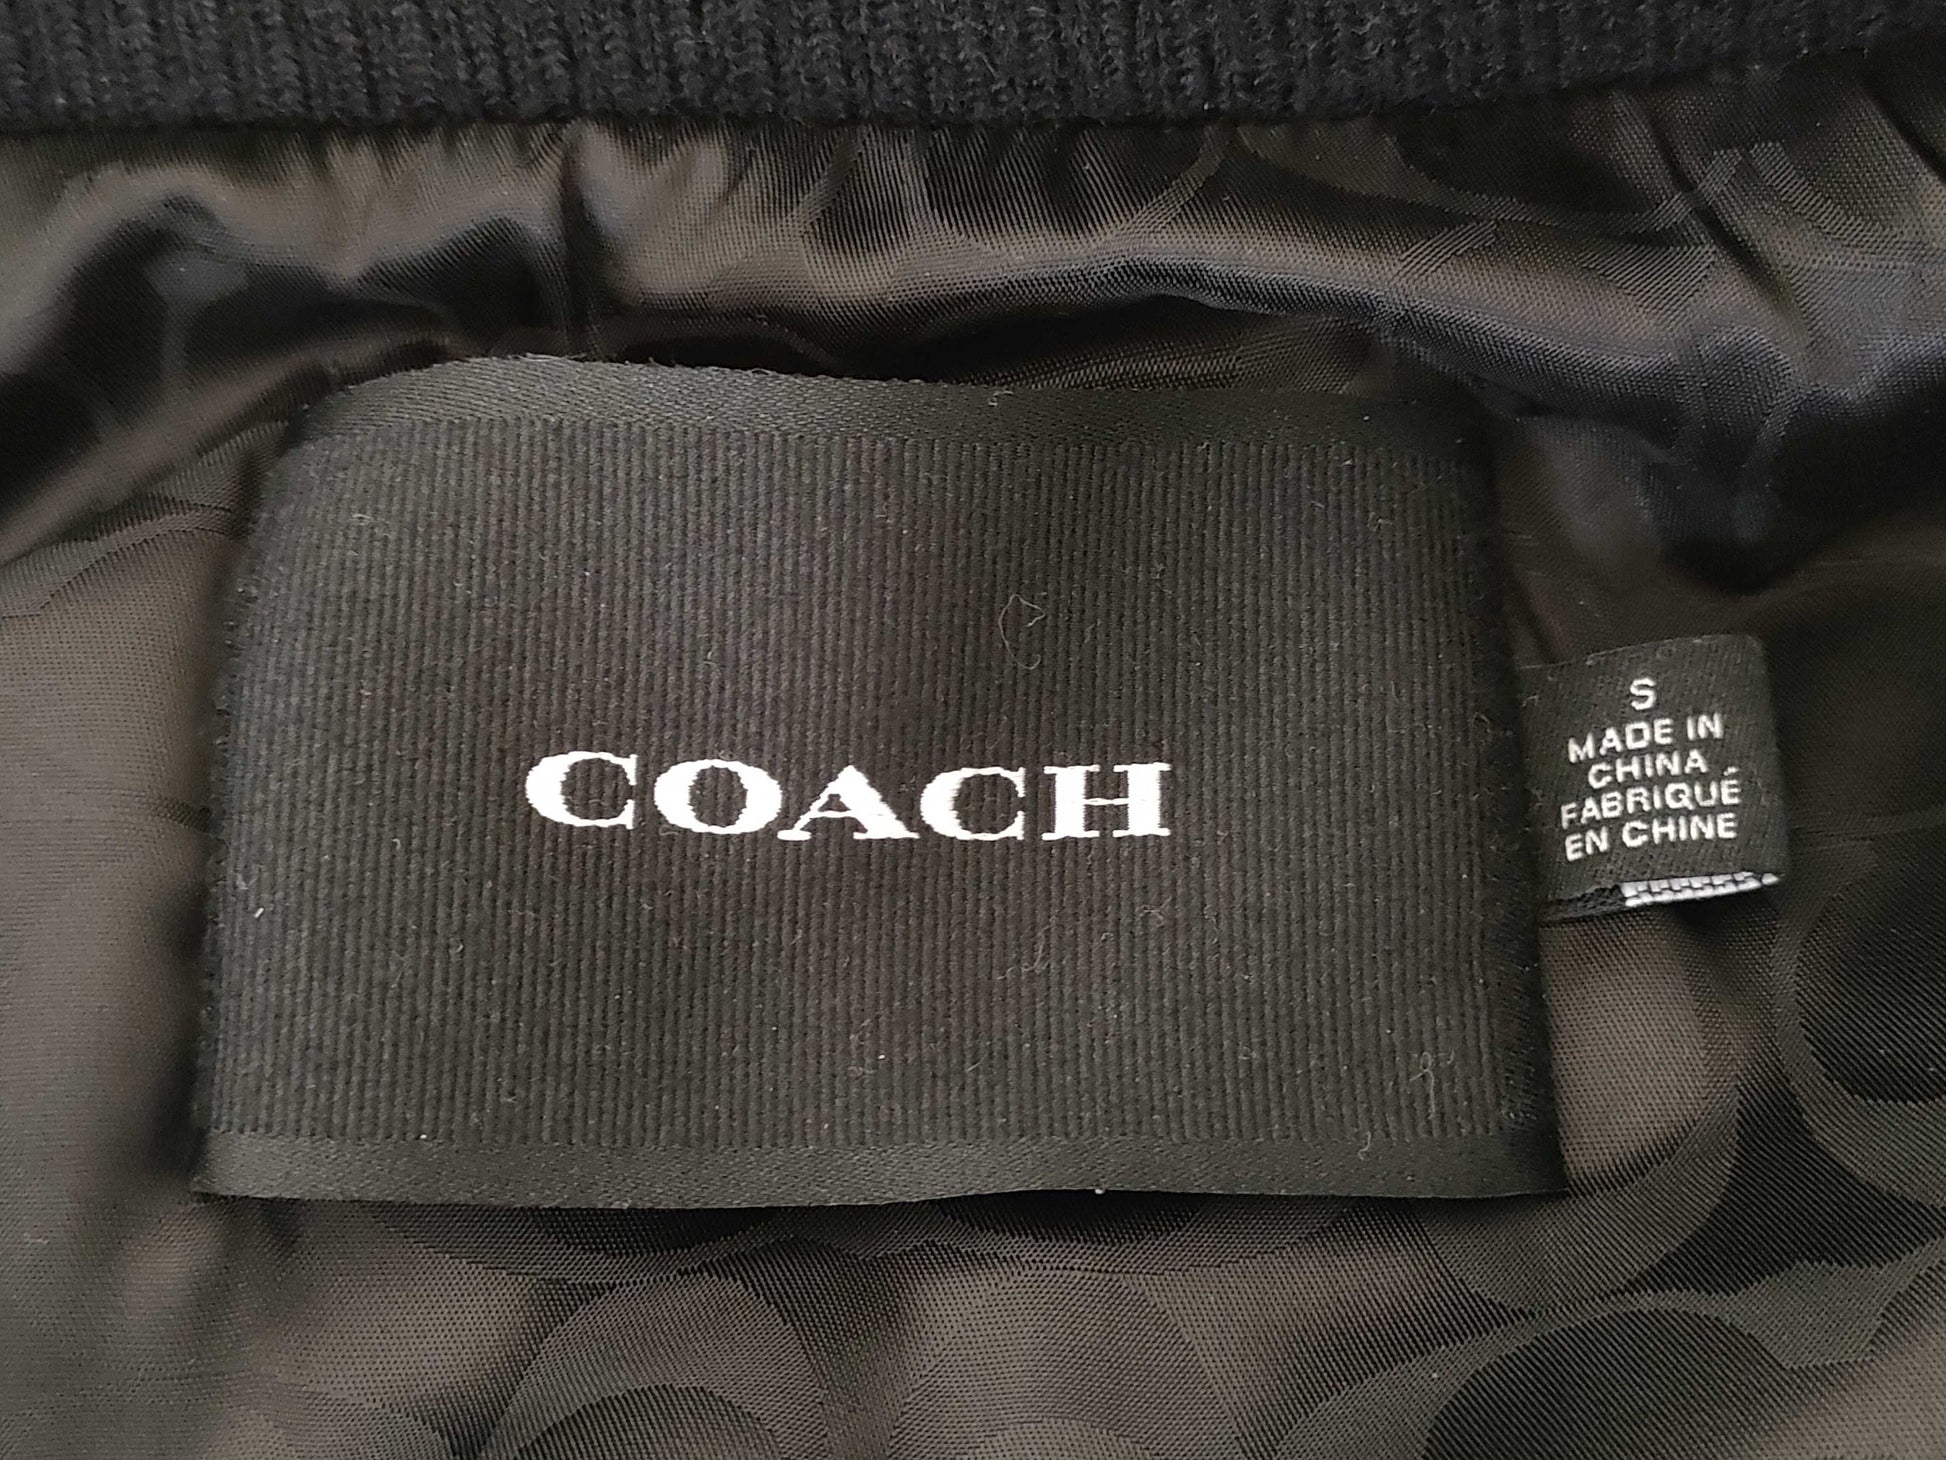 COACH
S
MADE IN
CHINA
FABRIQUÉ
EN CHINE